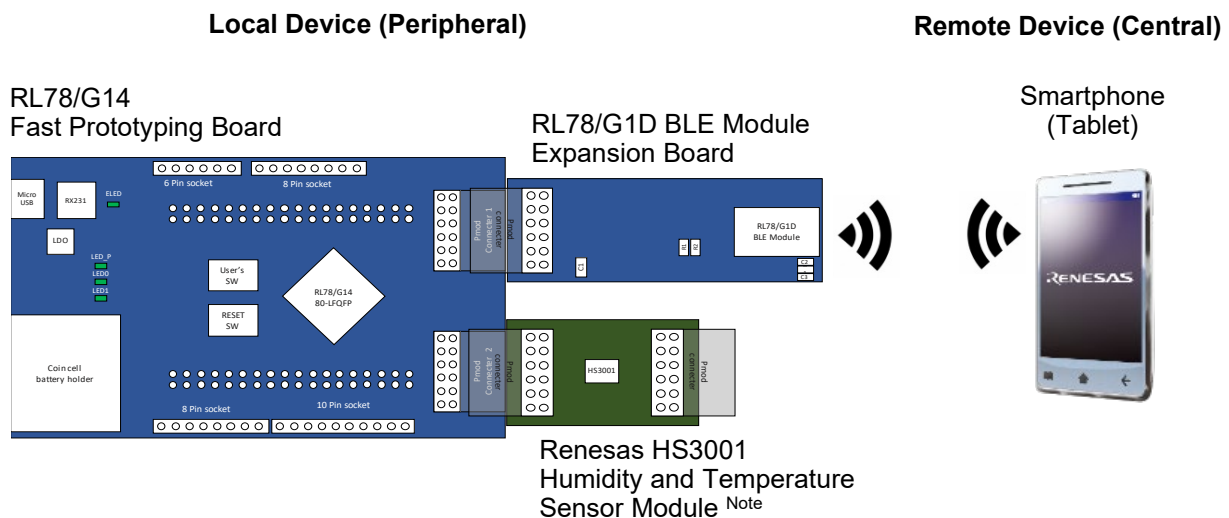 Local Device (Peripheral)
Remote Device (Central)
RL78/G14
Fast Prototyping Board
RL78/G1D BLE Module
Expansion Board
Smartphone
(Tablet)
6 Pin socket
8 Pin socket
Micro
USB
RX231
ELED
LDO
LED_P
LED0
LED1
User's
SW
RESET
SW
RL78/G14
80-LFQFP
Pmod
Connecter 1
Pmod
connecter
C1
R1
R2
RL78/G1D
BLE Module
C2
C3
RENESAS
Coin cell
battery holder
8 Pin socket
10 Pin socket
Pmod
Connecter 2
Pmod
connecter
HS3001
Pmod
connecter
Renesas HS3001
Humidity and Temperature
Sensor Module Note